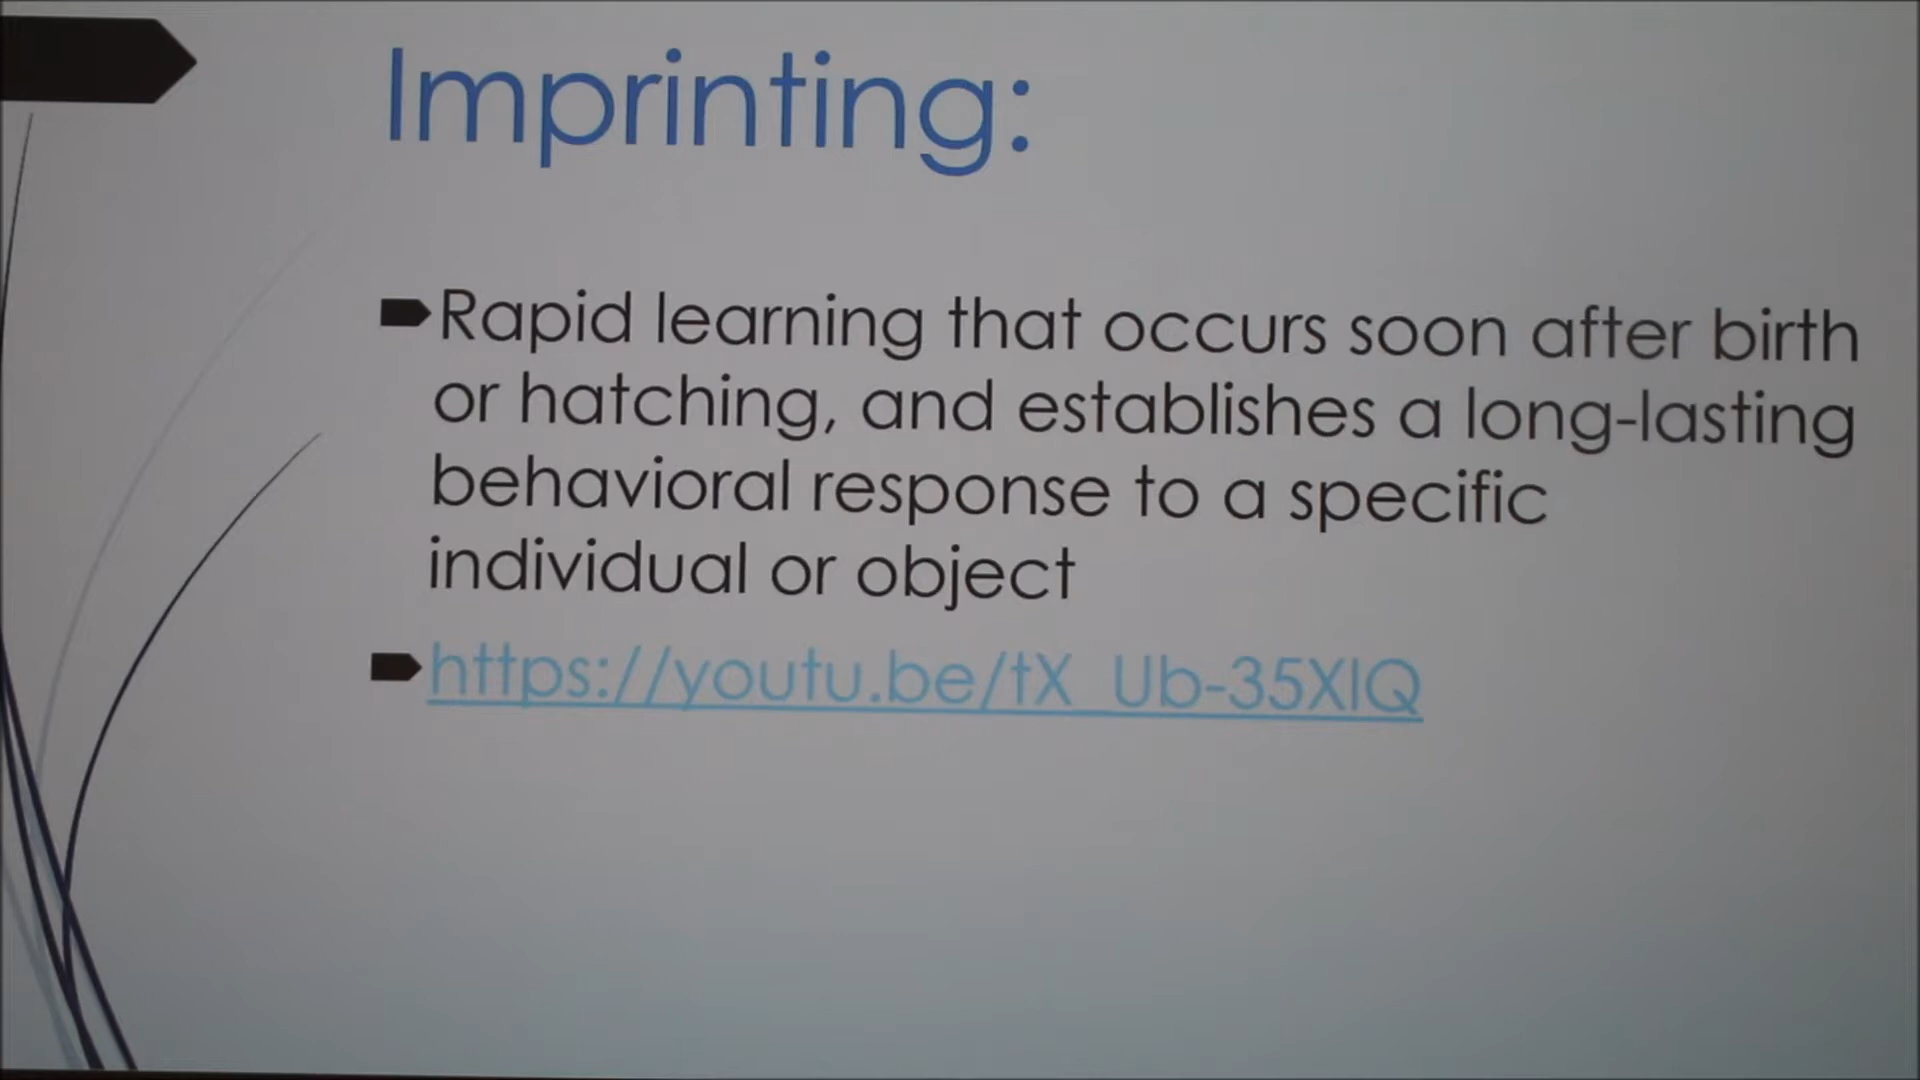 Imprinting:
Rapid learning that occurs soon after birth
or hatching, and establishes a long-lasting
behavioral response to a specific
individual or object
https://youtu.be/tX_Ub-35XIQ